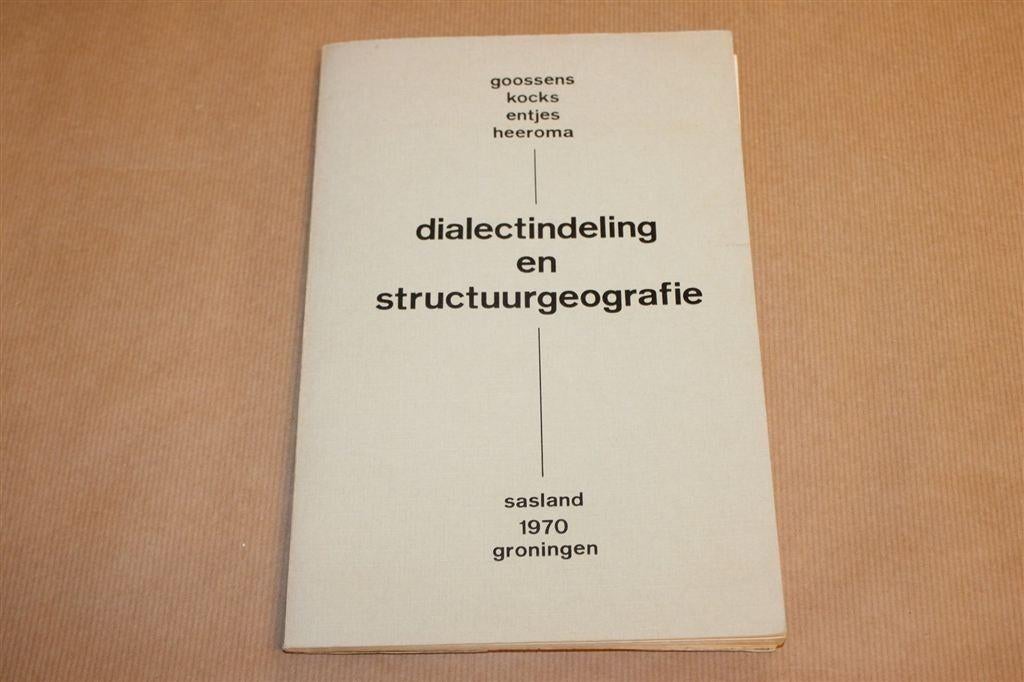 goossens
kocks
entjes
heeroma
dialectindeling
en
structuurgeografie
sasland
1970
groningen